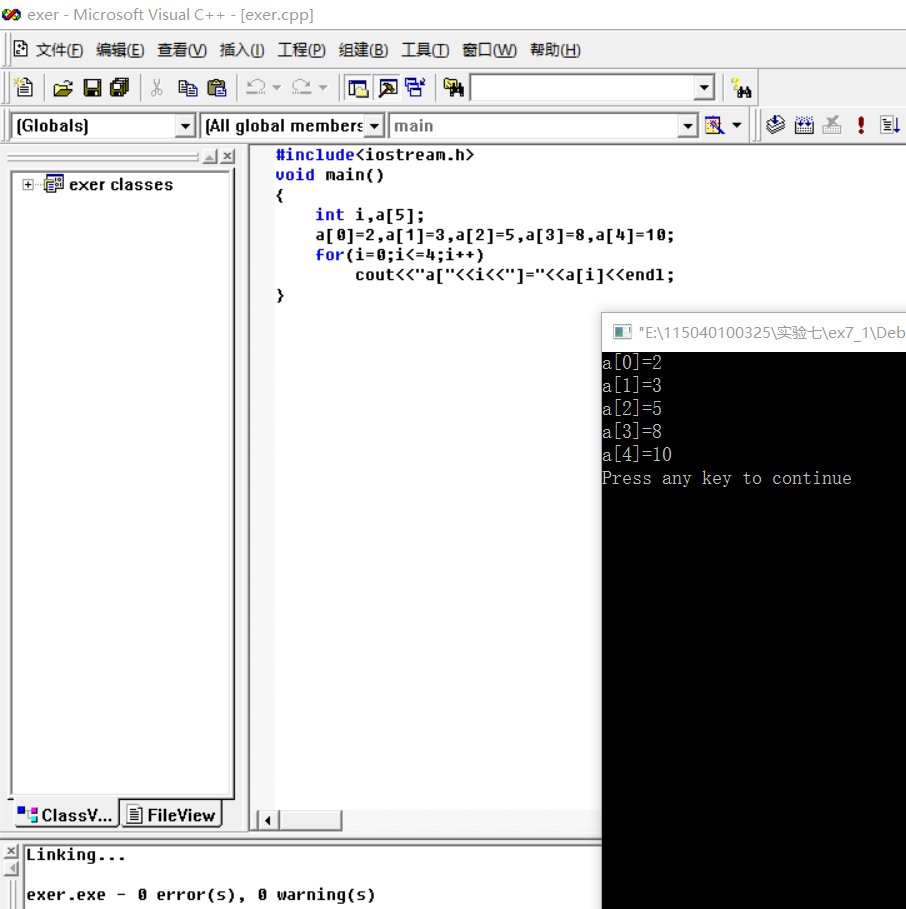 exer - Microsoft Visual C++ - [exer.cpp]
文件(F) 编辑(E) 查看(V) 插入(I) 工程(P) 组建(B) 工具(T) 窗口(W) 帮助(H)
(Globals) (All global members main
exer classes
#include<iostream.h>
void main()
{
int i,a[5];
a[0]=2,a[1]=3,a[2]=5,a[3]=8,a[4]=10;
for(i=0;i<=4;i++)
cout<<"a["<<i<<"]="<<a[i]<<endl;
}
"E:\115040100325\实验七\ex7_1\Deb
a[0]=2
a[1]=3
a[2]=5
a[3]=8
a[4]=10
Press any key to continue
ClassV... FileView
Linking...
exer.exe - 0 error(s), 0 warning(s)